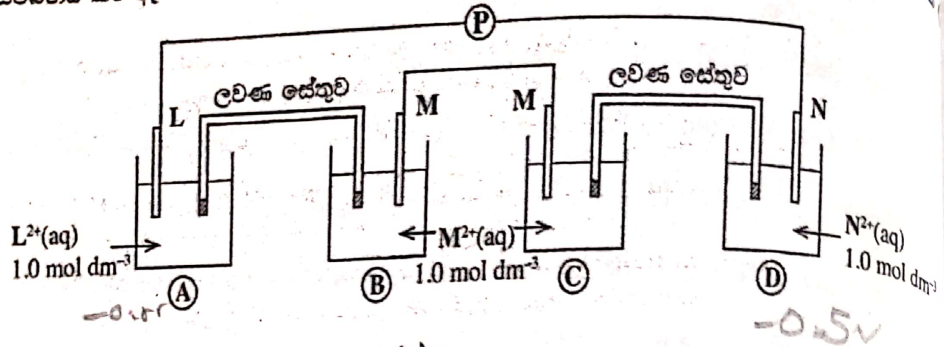 P
ලවණ සේතුව
ලවණ සේතුව
L
M
M
N
L²⁺(aq)
1.0 mol dm⁻³
M²⁺(aq)
1.0 mol dm⁻³
N²⁺(aq)
1.0 mol dm⁻³
A
B
C
D
-0.5v